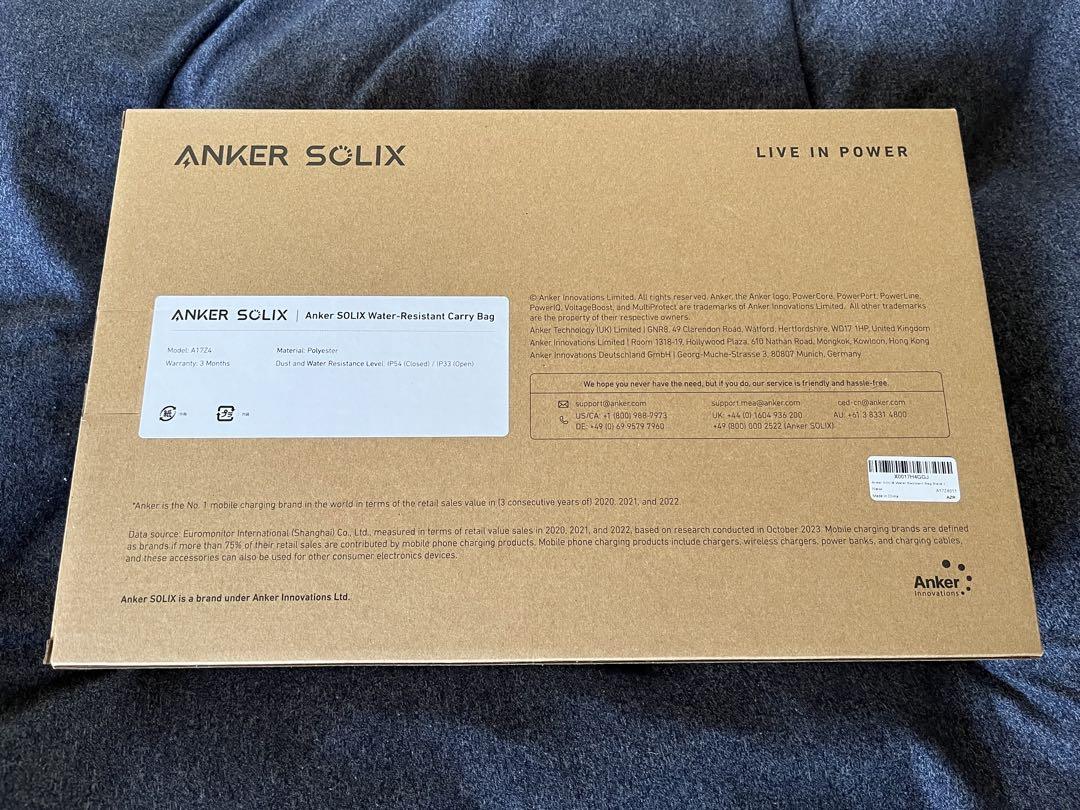 ANKER SOLIX
LIVE IN POWER
ANKER SOLIX | Anker SOLIX Water-Resistant Carry Bag
Model: A17Z4
Material: Polyester
Warranty: 3 Months
Dust and Water Resistance Level: IP54 (Closed) / IP33 (Open)
紙
プラ
© Anker Innovations Limited. All rights reserved. Anker, the Anker logo, PowerCore, PowerPort, PowerLine,
PowerIQ, VoltageBoost, and MultiProtect are trademarks of Anker Innovations Limited. All other trademarks
are the property of their respective owners.
Anker Technology (UK) Limited | GNR8, 49 Clarendon Road, Watford, Hertfordshire, WD17 1HP, United Kingdom
Anker Innovations Limited | Room 1318-19, Hollywood Plaza, 610 Nathan Road, Mongkok, Kowloon, Hong Kong
Anker Innovations Deutschland GmbH | Georg-Muche-Strasse 3, 80807 Munich, Germany
We hope you never have the need, but if you do, our service is friendly and hassle-free.
support@anker.com support.mea@anker.com ced-cn@anker.com
US/CA: +1 (800) 988-7973 UK: +44 (0) 1604 936 200 AU: +61 3 8331 4800
DE: +49 (0) 69 9579 7960 +49 (800) 000 2522 (Anker SOLIX)
X0017H4GGJ
Anker SOLIX Water Resistant Bag
Made in China
AZR
*Anker is the No. 1 mobile charging brand in the world in terms of the retail sales value in (3 consecutive years of) 2020, 2021, and 2022
Data source: Euromonitor International (Shanghai) Co., Ltd., measured in terms of retail value sales in 2020, 2021, and 2022, based on research conducted in October 2023. Mobile charging brands are defined
as brands if more than 75% of their retail sales are contributed by mobile phone charging products. Mobile phone charging products include chargers, wireless chargers, power banks, and charging cables,
and these accessories can also be used for other consumer electronics devices.
Anker SOLIX is a brand under Anker Innovations Ltd.
Anker
Innovations